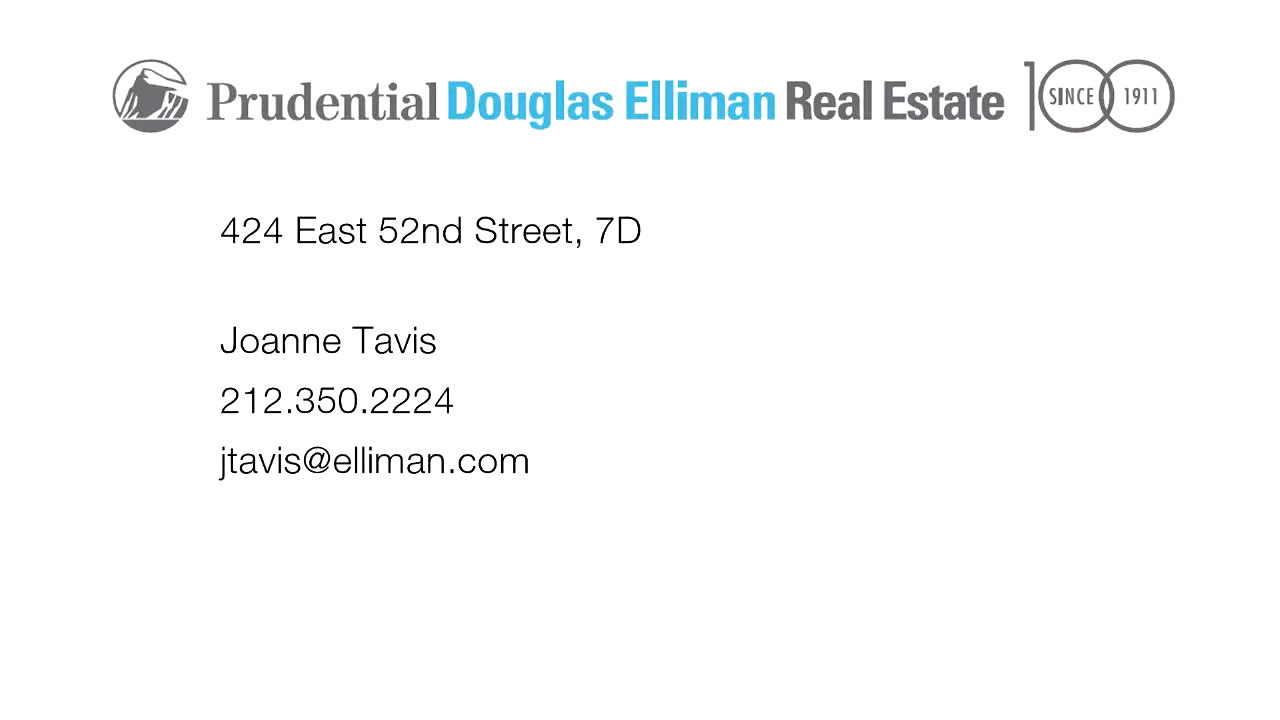 Prudential Douglas Elliman Real Estate 100 SINCE 1911
424 East 52nd Street, 7D
Joanne Tavis
212.350.2224
jtavis@elliman.com